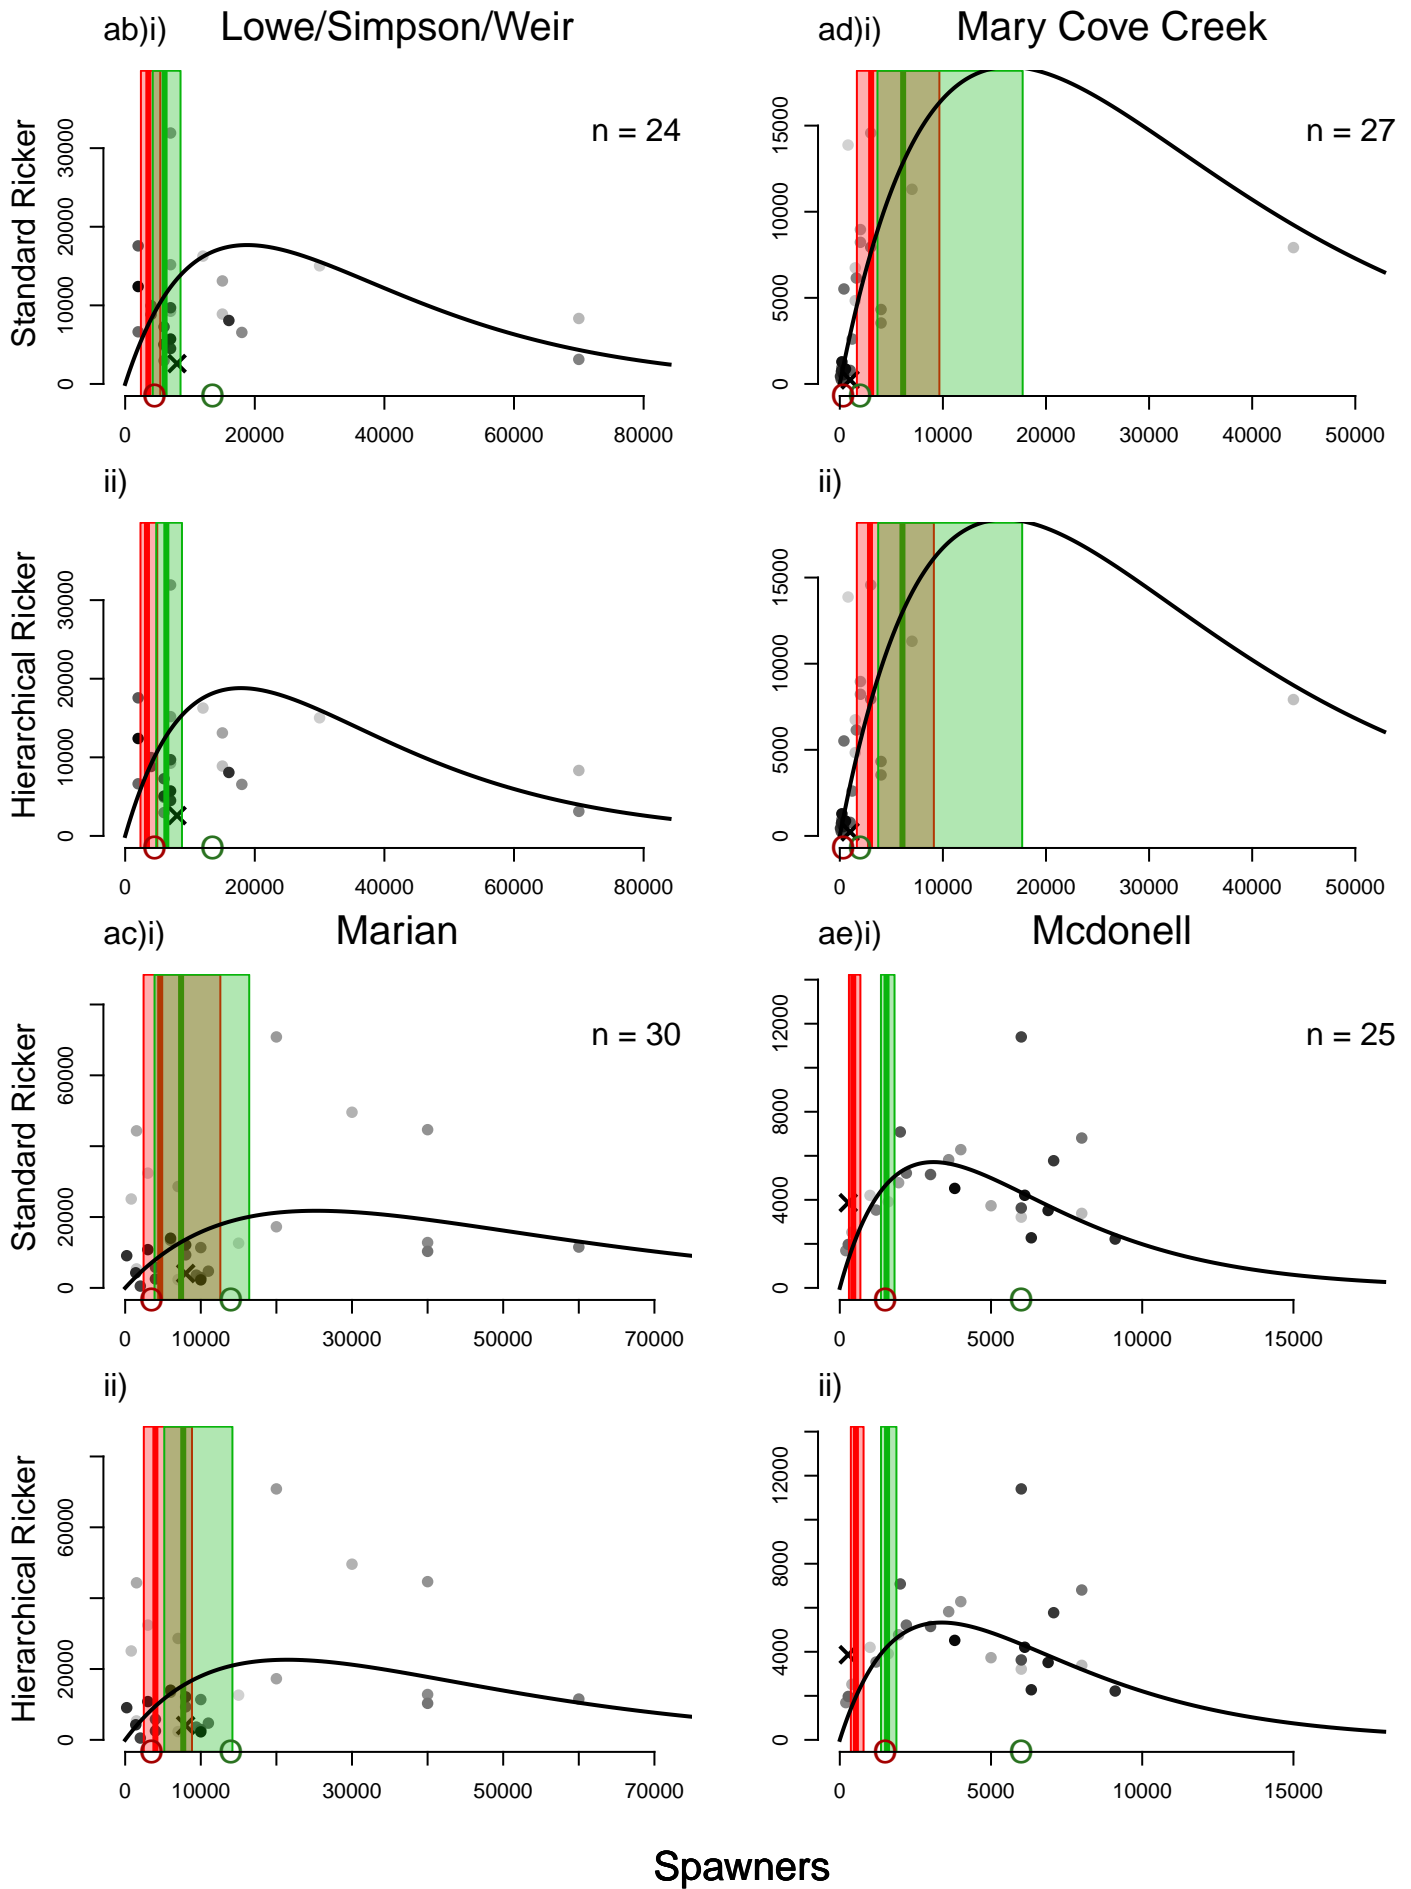 ab)i) Lowe/Simpson/Weir
Standard Ricker
n = 24
0 10000 20000 30000
0 20000 40000 60000 80000
ii)
Hierarchical Ricker
0 10000 20000 30000
0 20000 40000 60000 80000
ad)i) Mary Cove Creek
n = 27
0 5000 10000 15000
0 10000 20000 30000 40000 50000
ii)
0 5000 10000 15000
0 10000 20000 30000 40000 50000
ac)i) Marian
Standard Ricker
n = 30
0 20000 60000
0 10000 30000 50000 70000
ii)
Hierarchical Ricker
0 20000 60000
0 10000 30000 50000 70000
ae)i) Mcdonell
n = 25
0 4000 8000 12000
0 5000 10000 15000
ii)
0 4000 8000 12000
0 5000 10000 15000
Spawners